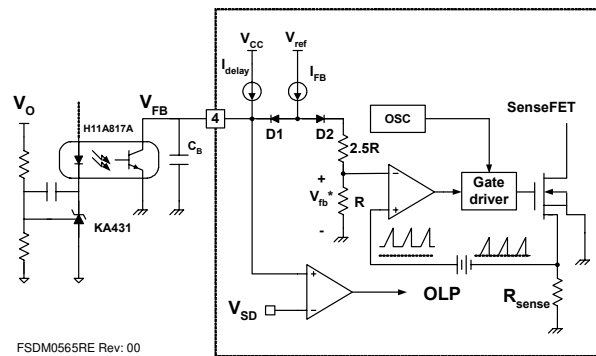 V_CC
V_ref
I_delay
I_FB
V_O
V_FB
H11A817A
4
C_B
D1
D2
2.5R
OSC
SenseFET
+
V_fb*
-
R
−
+
Gate
driver
KA431
+
−
V_SD
OLP
R_sense
FSDM0565RE Rev: 00